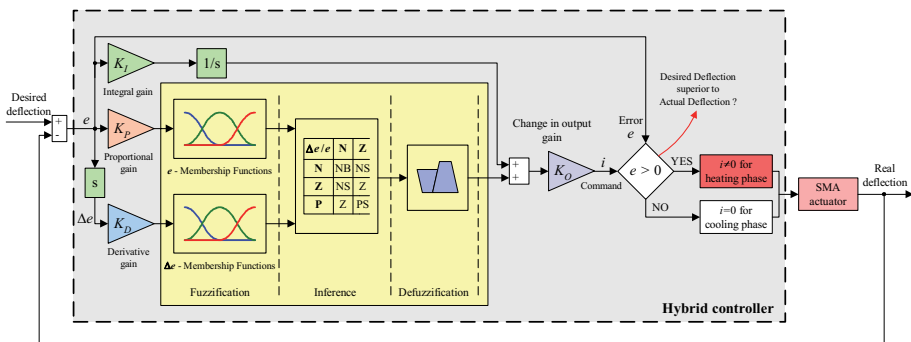 Desired
deflection
+
-
e
K_I
Integral gain
1/s
K_P
Proportional
gain
s
Δe
K_D
Derivative
gain
e - Membership Functions
Δe - Membership Functions
Fuzzification
Δe/e N Z
N NB NS
Z NS Z
P Z PS
Inference
Defuzzification
+
+
Change in output
gain
K_O
i
Command
Error
e
e > 0
Desired Deflection
superior to
Actual Deflection ?
YES
NO
i≠0 for
heating phase
i=0 for
cooling phase
SMA
actuator
Real
deflection
Hybrid controller